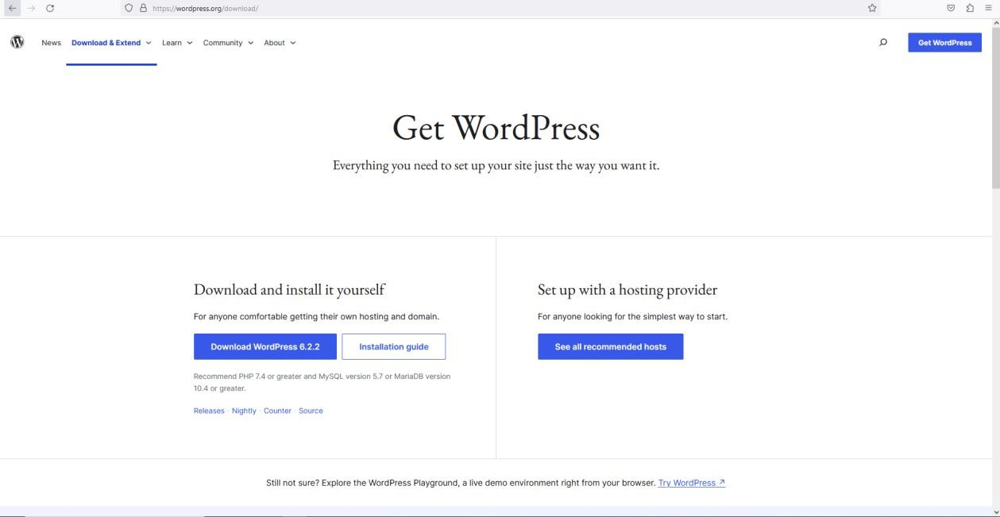 https://wordpress.org/download/
News Download & Extend Learn Community About Get WordPress
Get WordPress
Everything you need to set up your site just the way you want it.
Download and install it yourself
For anyone comfortable getting their own hosting and domain.
Download WordPress 6.2.2 Installation guide
Recommend PHP 7.4 or greater and MySQL version 5.7 or MariaDB version
10.4 or greater.
Releases · Nightly · Counter · Source
Set up with a hosting provider
For anyone looking for the simplest way to start.
See all recommended hosts
Still not sure? Explore the WordPress Playground, a live demo environment right from your browser. Try WordPress ↗